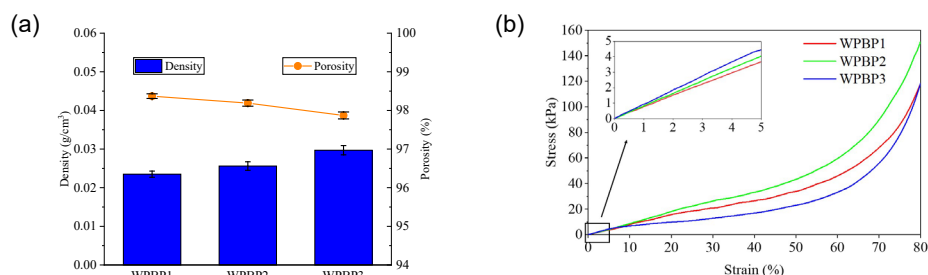 (a)
0.06
0.05
0.04
0.03
0.02
0.01
0.00
Density (g/cm³)
Density
Porosity
100
99
98
97
96
95
94
Porosity (%)
WPBP1 WPBP2 WPBP3
(b)
160
140
120
100
80
60
40
20
0
Stress (kPa)
5
4
3
2
1
0
0 1 2 3 4 5
WPBP1
WPBP2
WPBP3
0 10 20 30 40 50 60 70 80
Strain (%)